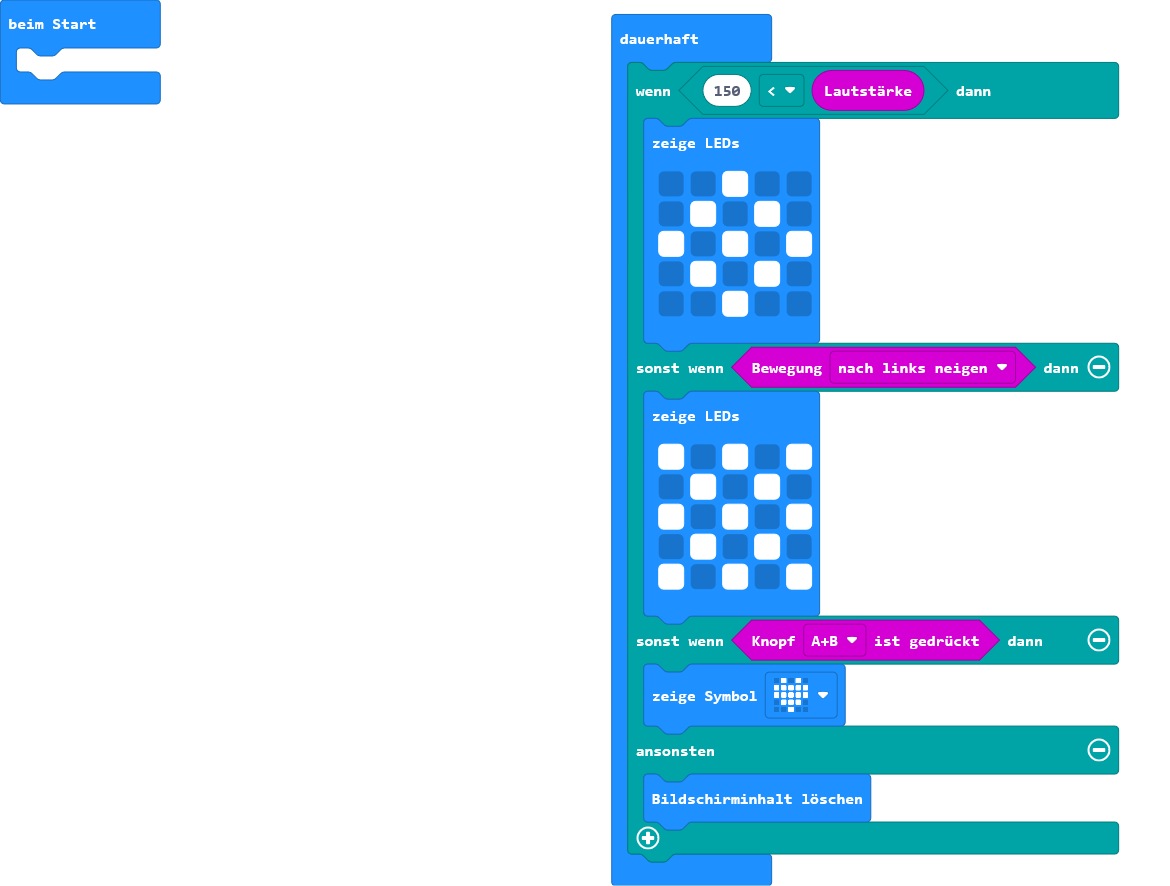 beim Start
dauerhaft
wenn 150 < Lautstärke dann
zeige LEDs
sonst wenn Bewegung nach links neigen dann
zeige LEDs
sonst wenn Knopf A+B ist gedrückt dann
zeige Symbol
ansonsten
Bildschirminhalt löschen